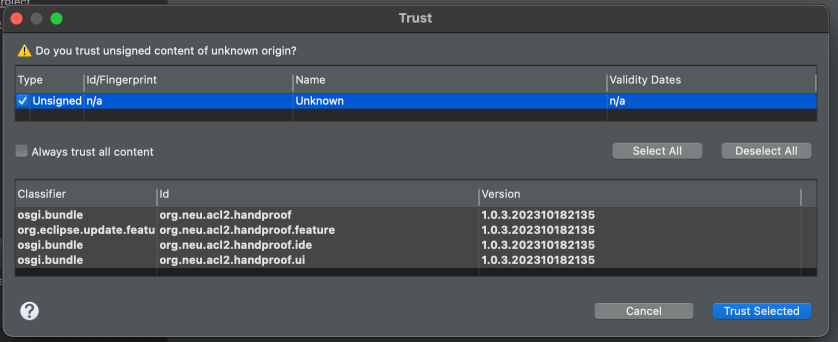 Trust
Do you trust unsigned content of unknown origin?
Type Id/Fingerprint Name Validity Dates
Unsigned n/a Unknown n/a
Always trust all content Select All Deselect All
Classifier Id Version
osgi.bundle org.neu.acl2.handproof 1.0.3.202310182135
org.eclipse.update.featu org.neu.acl2.handproof.feature 1.0.3.202310182135
osgi.bundle org.neu.acl2.handproof.ide 1.0.3.202310182135
osgi.bundle org.neu.acl2.handproof.ui 1.0.3.202310182135
? Cancel Trust Selected